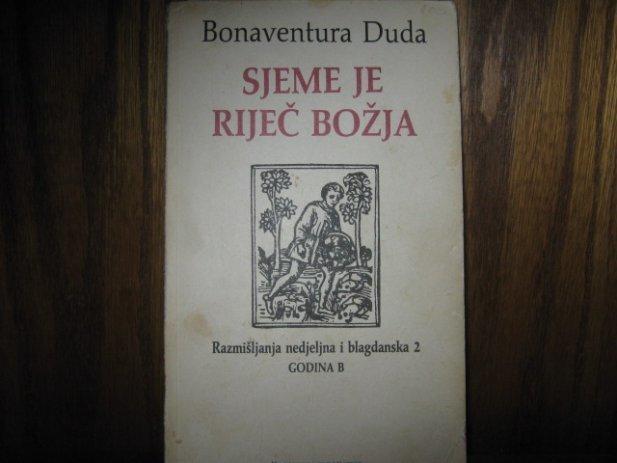 Bonaventura Duda
SJEME JE
RIJEČ BOŽJA
Razmišljanja nedjeljna i blagdanska 2
GODINA B